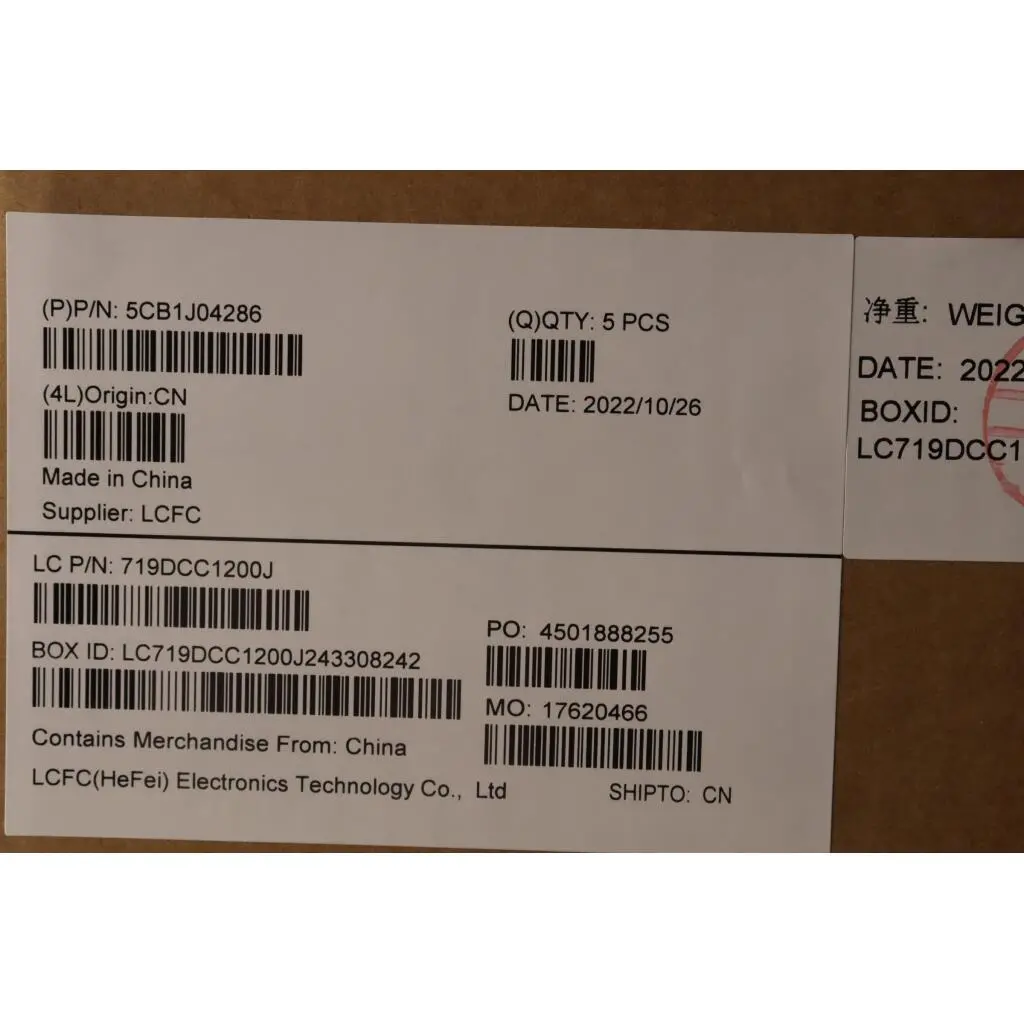 (P)P/N: 5CB1J04286
(Q)QTY: 5 PCS
(4L)Origin:CN
DATE: 2022/10/26
Made in China
Supplier: LCFC
LC P/N: 719DCC1200J
PO: 4501888255
BOX ID: LC719DCC1200J243308242
MO: 17620466
Contains Merchandise From: China
LCFC(HeFei) Electronics Technology Co., Ltd
SHIPTO: CN
净重: WEIG
DATE: 2022
BOXID:
LC719DCC1